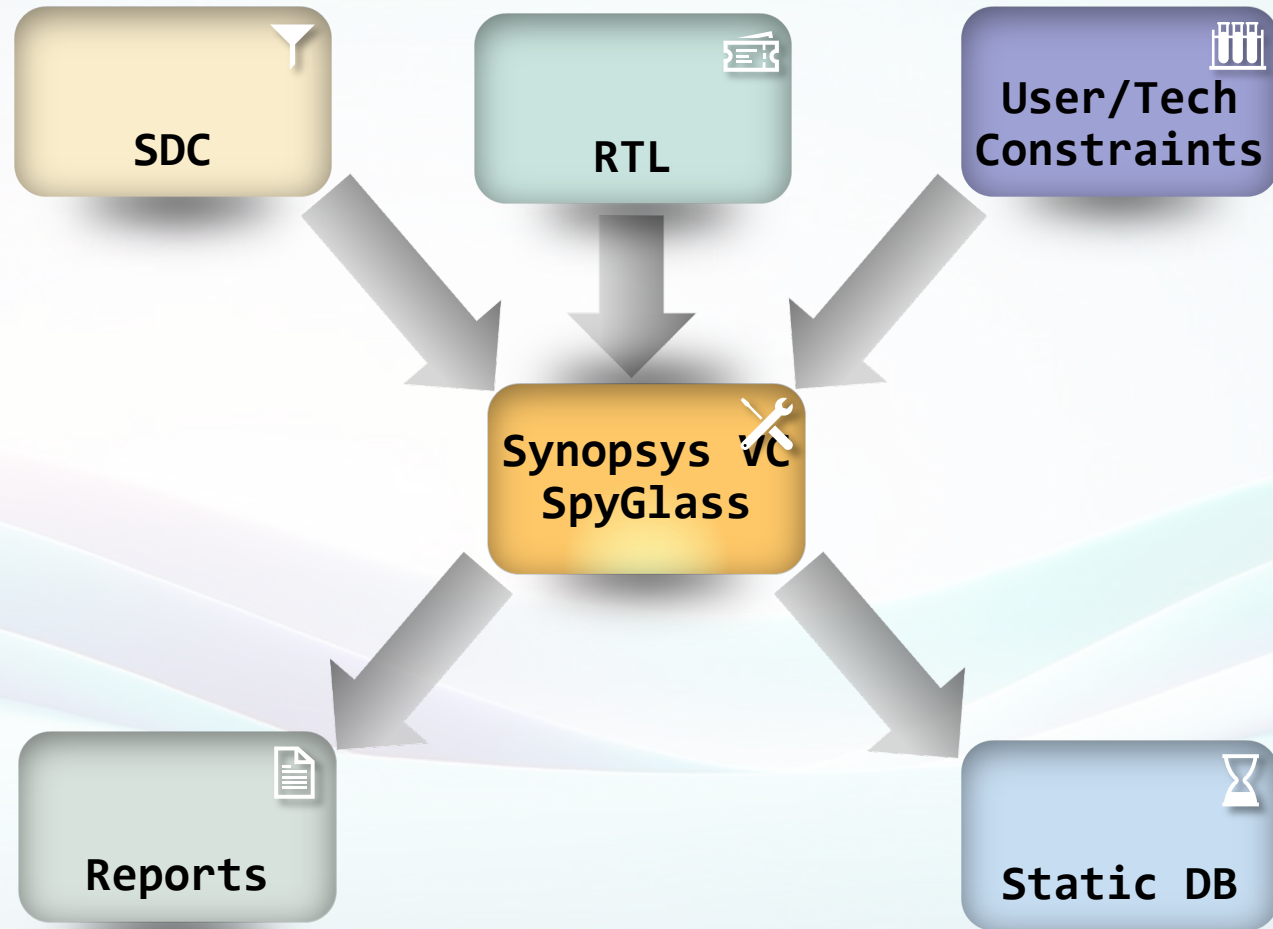 SDC
RTL
User/Tech
Constraints
Synopsys VC
SpyGlass
Reports
Static DB